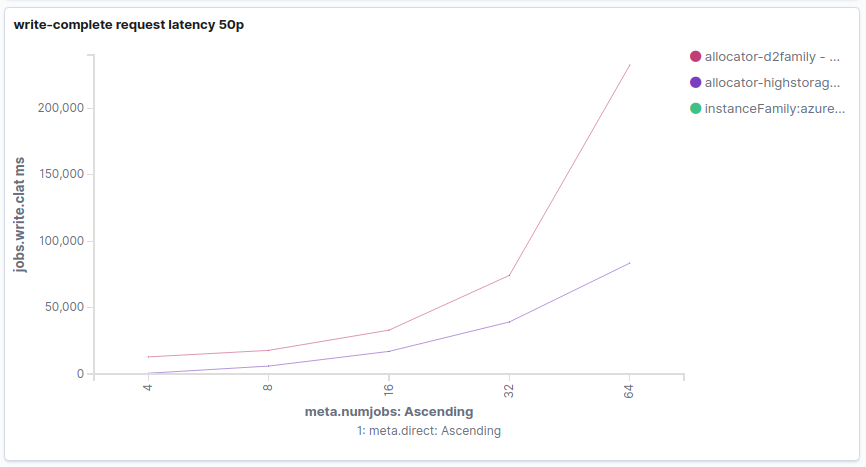 write-complete request latency 50p
allocator-d2family - ...
allocator-highstorag...
instanceFamily:azure...
jobs.write.clat ms
200,000
150,000
100,000
50,000
0
4
8
16
32
64
meta.numjobs: Ascending
1: meta.direct: Ascending